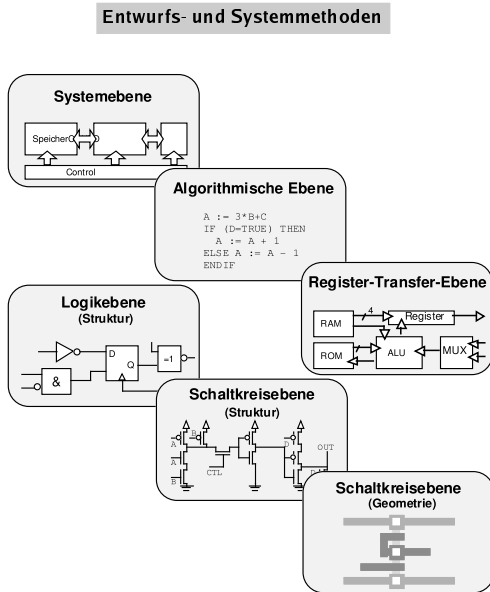 Entwurfs- und Systemmethoden
Systemebene
Speicher
Control
Algorithmische Ebene
A := 3*B+C
IF (D=TRUE) THEN
A := A + 1
ELSE A := A - 1
ENDIF
Register-Transfer-Ebene
4
RAM
Register
ROM
ALU
MUX
Logikebene
(Struktur)
D
Q
=1
&
Schaltkreisebene
(Struktur)
A
B
D
OUT
A
CTL
B
D
Schaltkreisebene
(Geometrie)